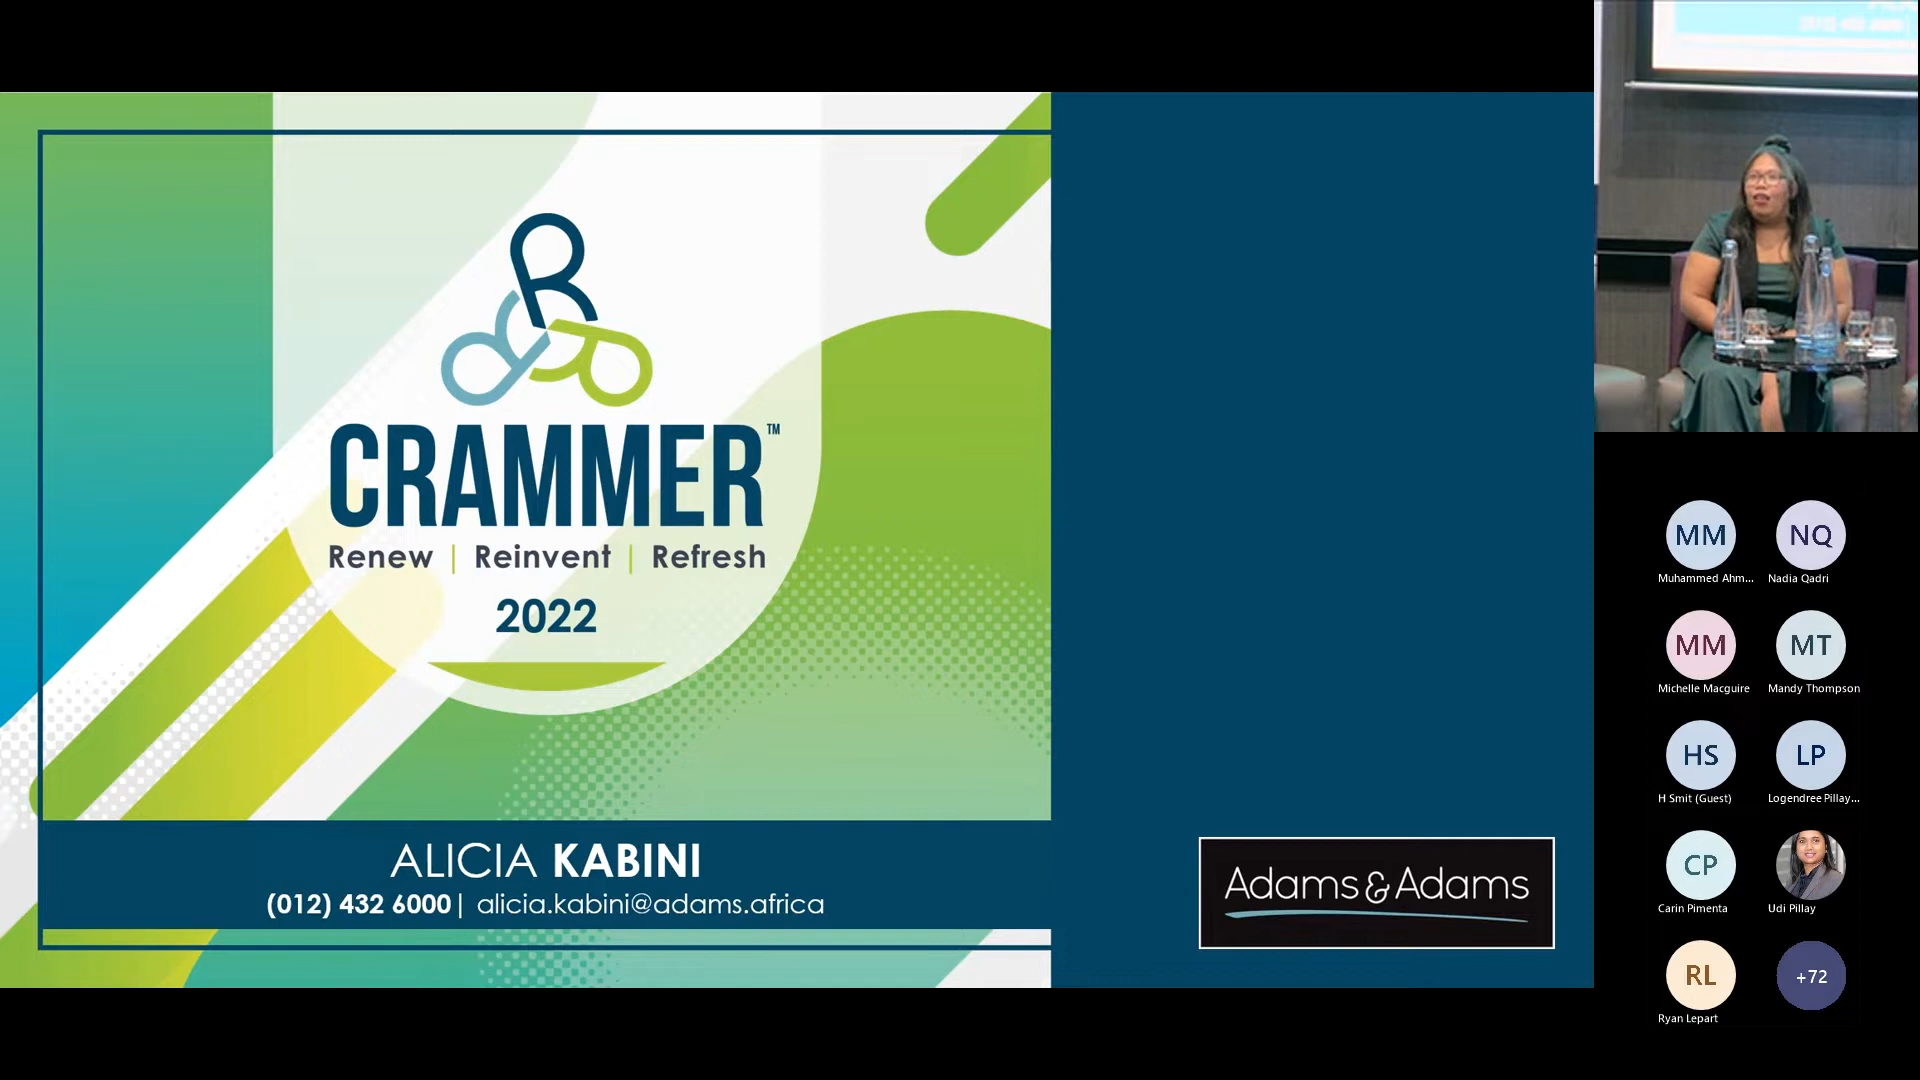 CRAMMER™
Renew | Reinvent | Refresh
2022
ALICIA KABINI
(012) 432 6000 | alicia.kabini@adams.africa
Adams & Adams
MM
Muhammed Ahm...
NQ
Nadia Qadri
MM
Michelle Macguire
MT
Mandy Thompson
HS
H Smit (Guest)
LP
Logendree Pillay...
CP
Carin Pimenta
Udi Pillay
RL
Ryan Lepart
+72